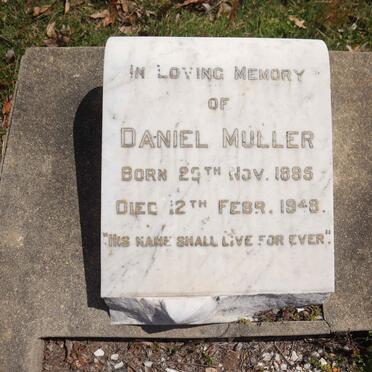 IN LOVING MEMORY
OF
DANIEL MULLER
BORN 29TH NOV. 1885
DIED 12TH FEBR. 1948.
"HIS NAME SHALL LIVE FOR EVER".